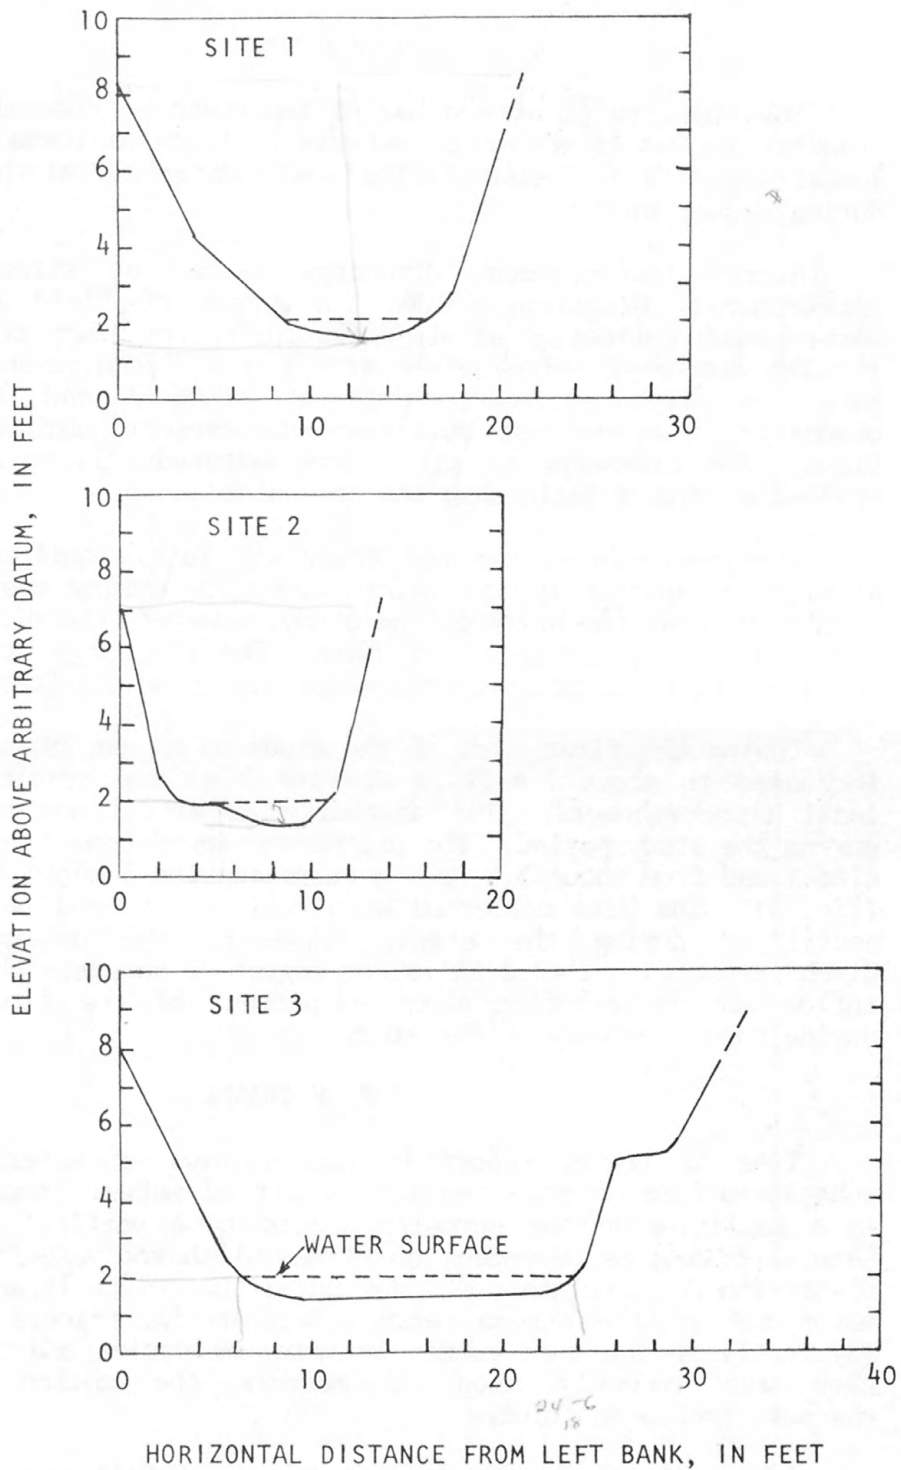 ELEVATION ABOVE ARBITRARY DATUM, IN FEET
SITE 1
10
8
6
4
2
0
0 10 20 30
SITE 2
10
8
6
4
2
0
0 10 20
SITE 3
10
8
6
4
2
0
WATER SURFACE
0 10 20 30 40
HORIZONTAL DISTANCE FROM LEFT BANK, IN FEET